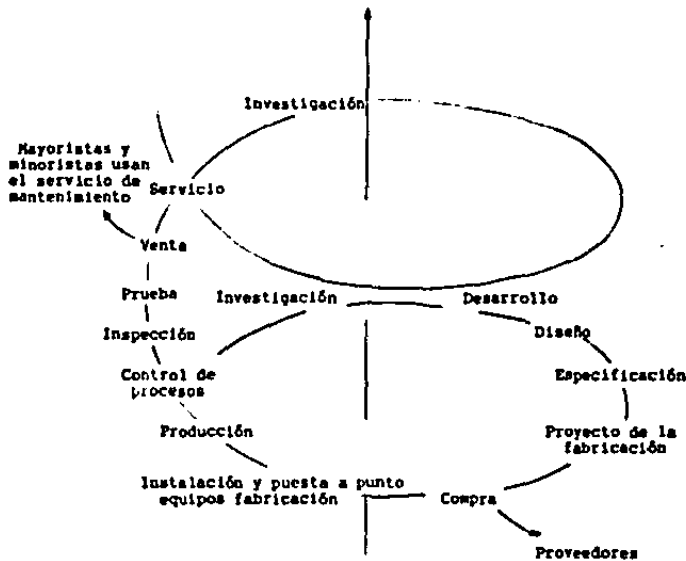 Investigación
Mayoristas y
minoristas usan
el servicio de
mantenimiento
Servicio
Venta
Prueba
Investigación
Desarrollo
Inspección
Diseño
Control de
procesos
Especificación
Producción
Proyecto de la
fabricación
Instalación y puesta a punto
equipos fabricación
Compra
Proveedores